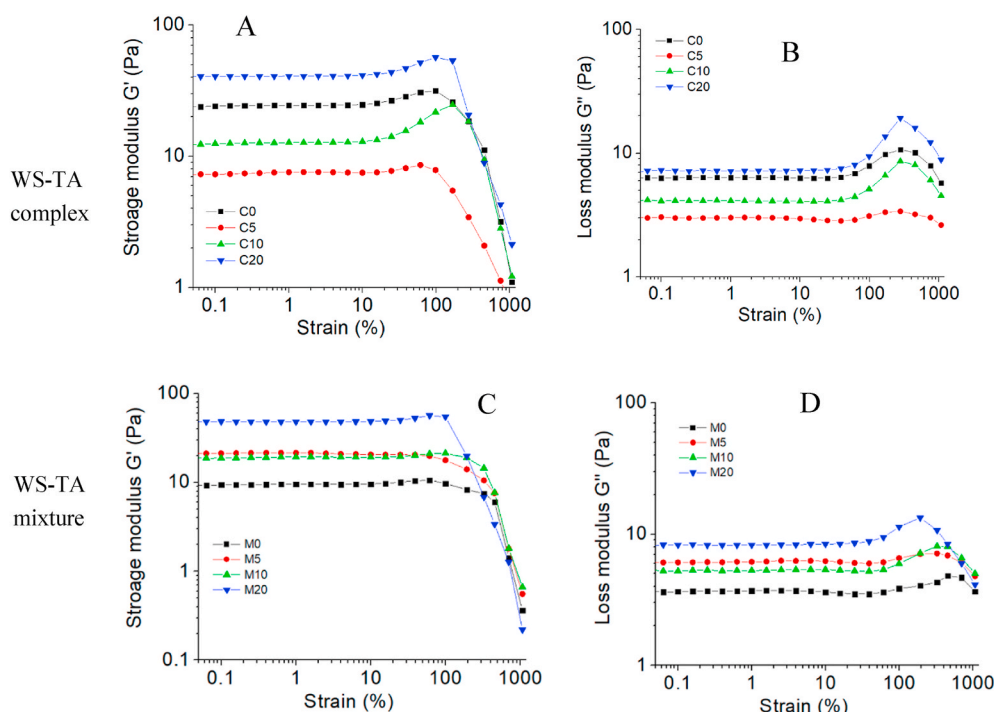 A
Stroage modulus G' (Pa)
100
10
1
C0
C5
C10
C20
0.1
1
10
100
1000
Strain (%)
B
Loss modulus G'' (Pa)
100
10
1
C0
C5
C10
C20
0.1
1
10
100
1000
Strain (%)
WS-TA
complex
C
Stroage modulus G' (Pa)
100
10
1
0.1
M0
M5
M10
M20
0.1
1
10
100
1000
Strain (%)
D
Loss modulus G'' (Pa)
100
10
1
M0
M5
M10
M20
0.1
1
10
100
1000
Strain (%)
WS-TA
mixture